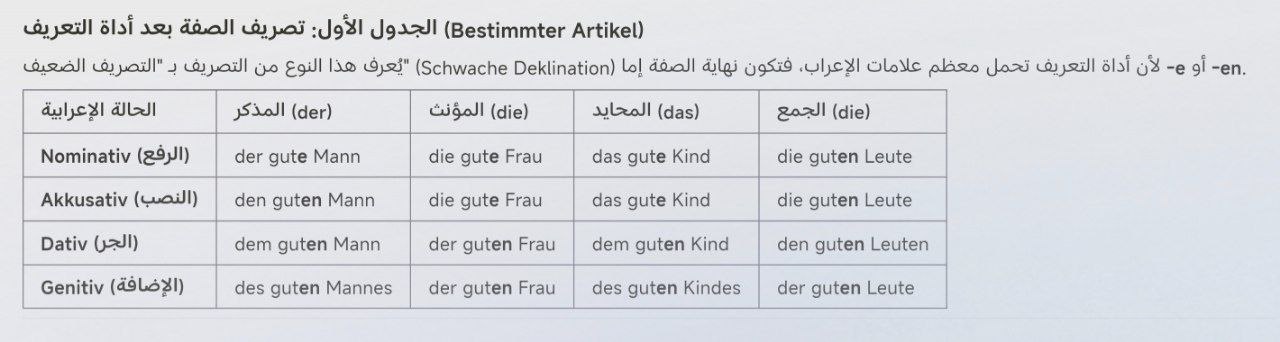 الجدول الأول: تصريف الصفة بعد أداة التعريف (Bestimmter Artikel)
يُعرف هذا النوع من التصريف بـ "التصريف الضعيف" (Schwache Deklination) لأن أداة التعريف تحمل معظم علامات الإعراب، فتكون نهاية الصفة إما -e أو -en.
الحالة الإعرابية المذكر (der) المؤنث (die) المحايد (das) الجمع (die)
Nominativ (الرفع) der gute Mann die gute Frau das gute Kind die guten Leute
Akkusativ (النصب) den guten Mann die gute Frau das gute Kind die guten Leute
Dativ (الجر) dem guten Mann der guten Frau dem guten Kind den guten Leuten
Genitiv (الإضافة) des guten Mannes der guten Frau des guten Kindes der guten Leute